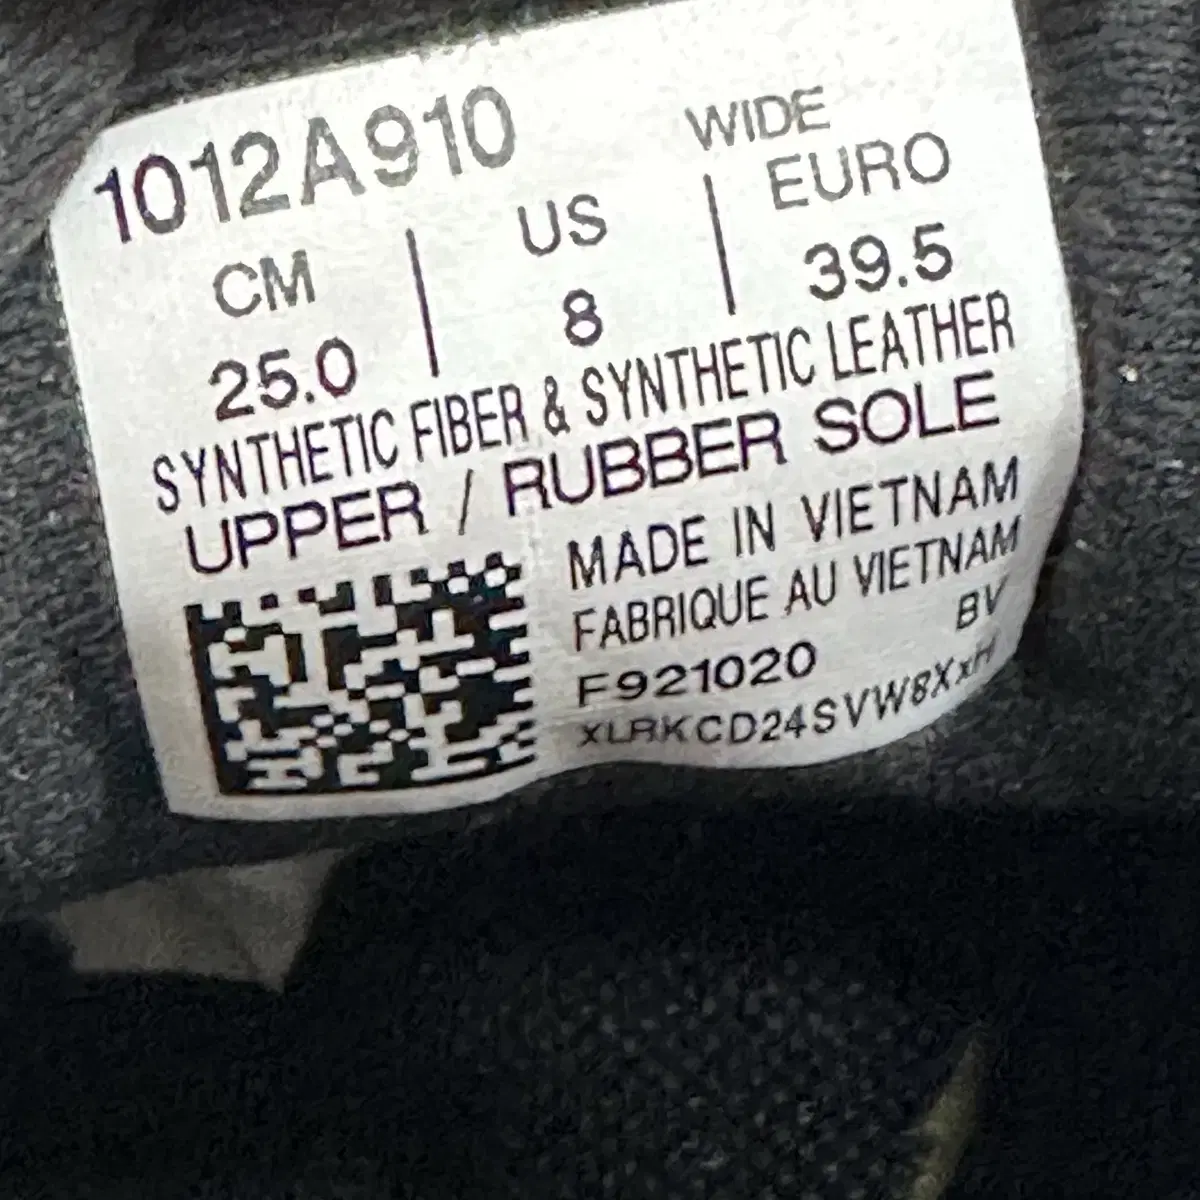 1012A910 WIDE
CM | US | EURO
25.0 | 8 | 39.5
SYNTHETIC FIBER & SYNTHETIC LEATHER
UPPER / RUBBER SOLE
MADE IN VIETNAM
FABRIQUE AU VIETNAM
BV
F921020
XLRKCD24SVW8XxH